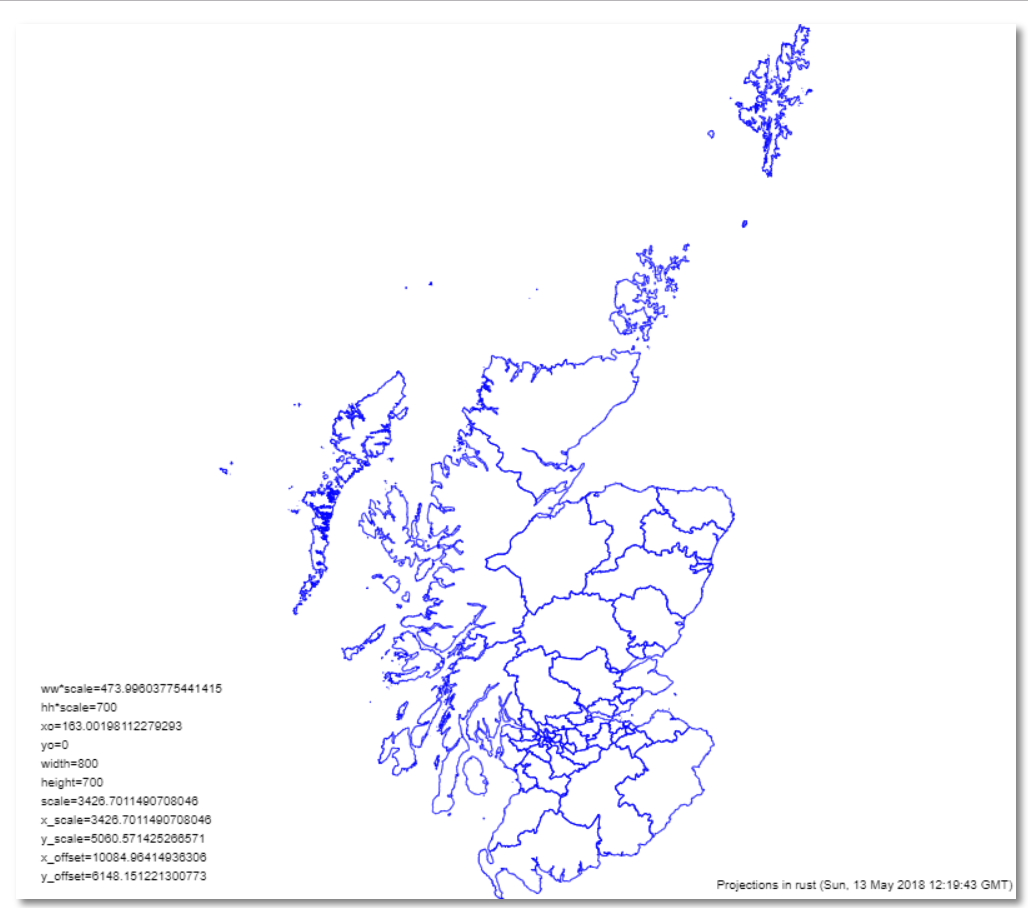 ww*scale=473.99603775441415
hh*scale=700
xo=163.00198112279293
yo=0
width=800
height=700
scale=3426.7011490708046
x_scale=3426.7011490708046
y_scale=5060.571425266571
x_offset=10084.96414936306
y_offset=6148.151221300773
Projections in rust (Sun, 13 May 2018 12:19:43 GMT)